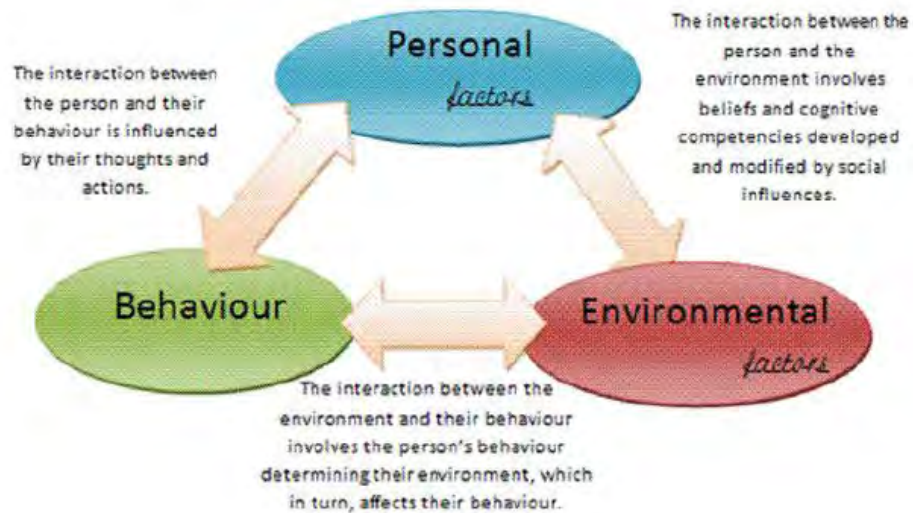 Personal
factors
The interaction between
the person and their
behaviour is influenced
by their thoughts and
actions.
The interaction between the
person and the
environment involves
beliefs and cognitive
competencies developed
and modified by social
influences.
Behaviour
Environmental
factors
The interaction between the
environment and their behaviour
involves the person's behaviour
determining their environment, which
in turn, affects their behaviour.